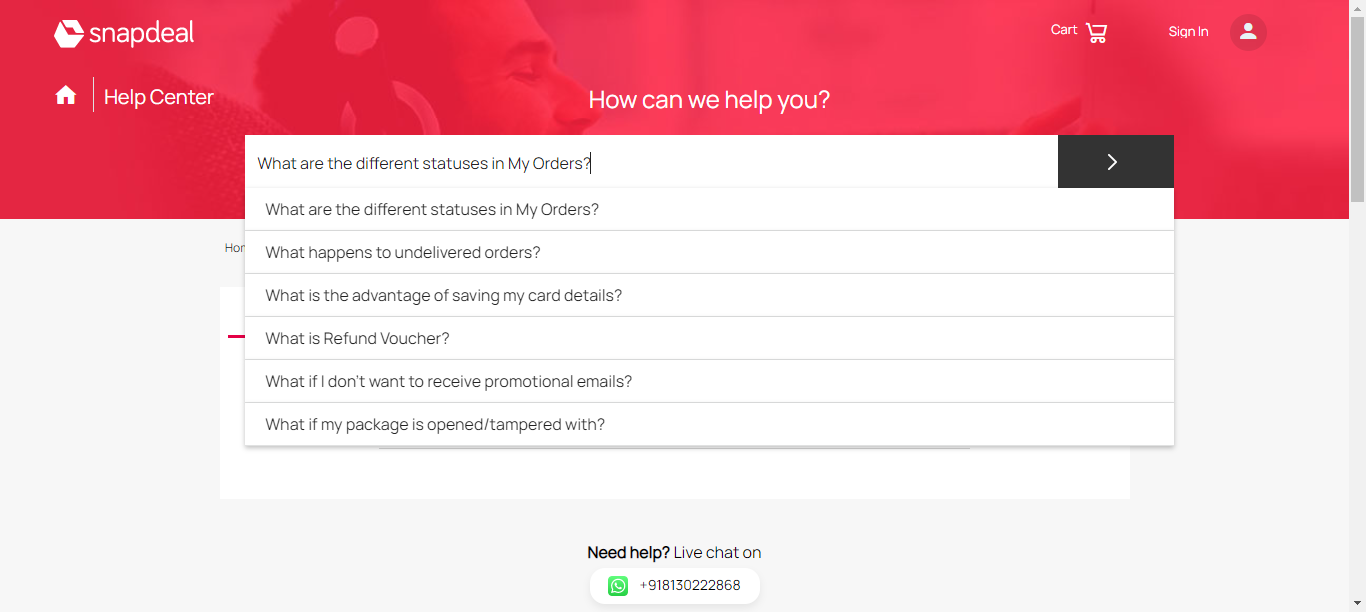 snapdeal
Cart
Sign In
Help Center
How can we help you?
What are the different statuses in My Orders?
What are the different statuses in My Orders?
What happens to undelivered orders?
What is the advantage of saving my card details?
What is Refund Voucher?
What if I don't want to receive promotional emails?
What if my package is opened/tampered with?
Need help? Live chat on
+918130222868